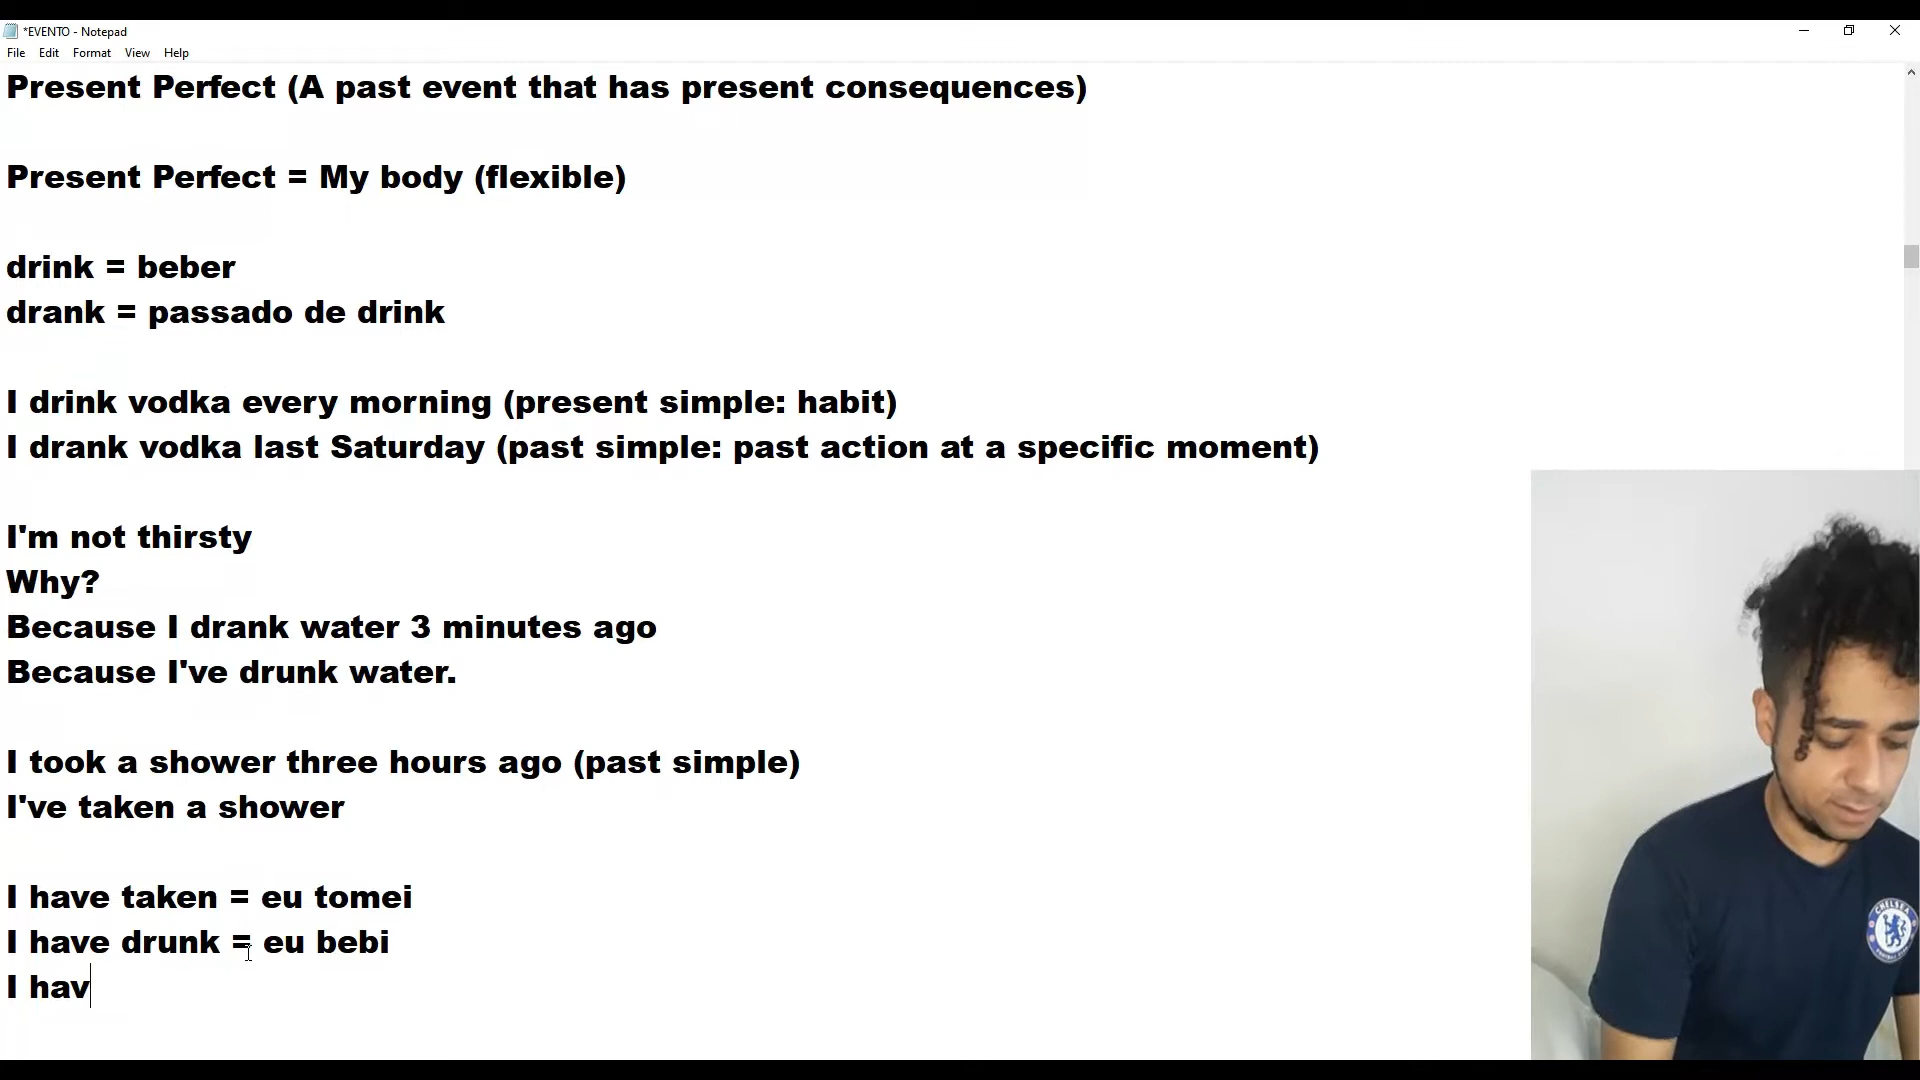 *EVENTO - Notepad
File Edit Format View Help
Present Perfect (A past event that has present consequences)
Present Perfect = My body (flexible)
drink = beber
drank = passado de drink
I drink vodka every morning (present simple: habit)
I drank vodka last Saturday (past simple: past action at a specific moment)
I'm not thirsty
Why?
Because I drank water 3 minutes ago
Because I've drunk water.
I took a shower three hours ago (past simple)
I've taken a shower
I have taken = eu tomei
I have drunk = eu bebi
I hav
CHELSEA